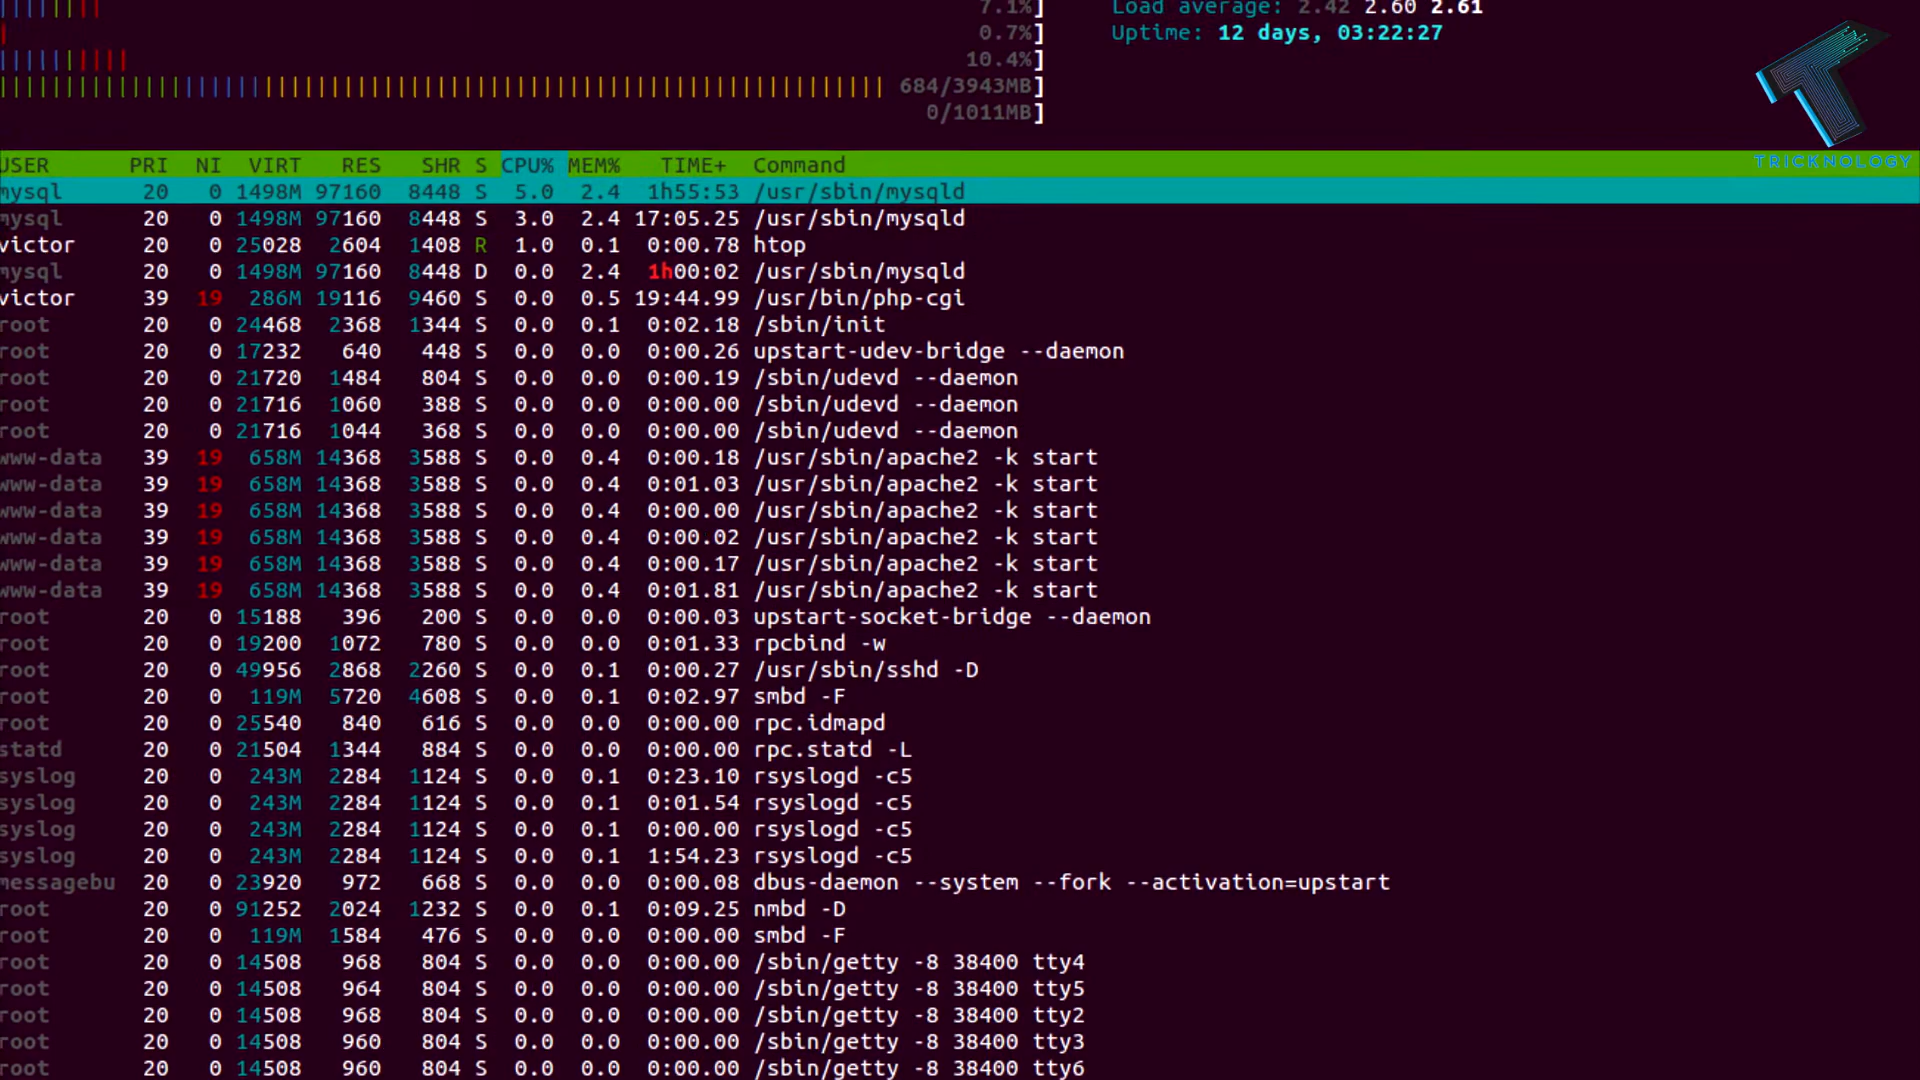 7.1%] Load average: 2.42 2.60 2.61
0.7%] Uptime: 12 days, 03:22:27
10.4%]
684/3943MB]
0/1011MB]
TRICKNOLOGY
USER PRI NI VIRT RES SHR S CPU% MEM% TIME+ Command
mysql 20 0 1498M 97160 8448 S 5.0 2.4 1h55:53 /usr/sbin/mysqld
mysql 20 0 1498M 97160 8448 S 3.0 2.4 17:05.25 /usr/sbin/mysqld
victor 20 0 25028 2604 1408 R 1.0 0.1 0:00.78 htop
mysql 20 0 1498M 97160 8448 D 0.0 2.4 1h00:02 /usr/sbin/mysqld
victor 39 19 286M 19116 9460 S 0.0 0.5 19:44.99 /usr/bin/php-cgi
root 20 0 24468 2368 1344 S 0.0 0.1 0:02.18 /sbin/init
root 20 0 17232 640 448 S 0.0 0.0 0:00.26 upstart-udev-bridge --daemon
root 20 0 21720 1484 804 S 0.0 0.0 0:00.19 /sbin/udevd --daemon
root 20 0 21716 1060 388 S 0.0 0.0 0:00.00 /sbin/udevd --daemon
root 20 0 21716 1044 368 S 0.0 0.0 0:00.00 /sbin/udevd --daemon
www-data 39 19 658M 14368 3588 S 0.0 0.4 0:00.18 /usr/sbin/apache2 -k start
www-data 39 19 658M 14368 3588 S 0.0 0.4 0:01.03 /usr/sbin/apache2 -k start
www-data 39 19 658M 14368 3588 S 0.0 0.4 0:00.00 /usr/sbin/apache2 -k start
www-data 39 19 658M 14368 3588 S 0.0 0.4 0:00.02 /usr/sbin/apache2 -k start
www-data 39 19 658M 14368 3588 S 0.0 0.4 0:00.17 /usr/sbin/apache2 -k start
www-data 39 19 658M 14368 3588 S 0.0 0.4 0:01.81 /usr/sbin/apache2 -k start
root 20 0 15188 396 200 S 0.0 0.0 0:00.03 upstart-socket-bridge --daemon
root 20 0 19200 1072 780 S 0.0 0.0 0:01.33 rpcbind -w
root 20 0 49956 2868 2260 S 0.0 0.1 0:00.27 /usr/sbin/sshd -D
root 20 0 119M 5720 4608 S 0.0 0.1 0:02.97 smbd -F
root 20 0 25540 840 616 S 0.0 0.0 0:00.00 rpc.idmapd
statd 20 0 21504 1344 884 S 0.0 0.0 0:00.00 rpc.statd -L
syslog 20 0 243M 2284 1124 S 0.0 0.1 0:23.10 rsyslogd -c5
syslog 20 0 243M 2284 1124 S 0.0 0.1 0:01.54 rsyslogd -c5
syslog 20 0 243M 2284 1124 S 0.0 0.1 0:00.00 rsyslogd -c5
syslog 20 0 243M 2284 1124 S 0.0 0.1 1:54.23 rsyslogd -c5
messagebu 20 0 23920 972 668 S 0.0 0.0 0:00.08 dbus-daemon --system --fork --activation=upstart
root 20 0 91252 2024 1232 S 0.0 0.1 0:09.25 nmbd -D
root 20 0 119M 1584 476 S 0.0 0.0 0:00.00 smbd -F
root 20 0 14508 968 804 S 0.0 0.0 0:00.00 /sbin/getty -8 38400 tty4
root 20 0 14508 964 804 S 0.0 0.0 0:00.00 /sbin/getty -8 38400 tty5
root 20 0 14508 968 804 S 0.0 0.0 0:00.00 /sbin/getty -8 38400 tty2
root 20 0 14508 960 804 S 0.0 0.0 0:00.00 /sbin/getty -8 38400 tty3
root 20 0 14508 960 804 S 0.0 0.0 0:00.00 /sbin/getty -8 38400 tty6